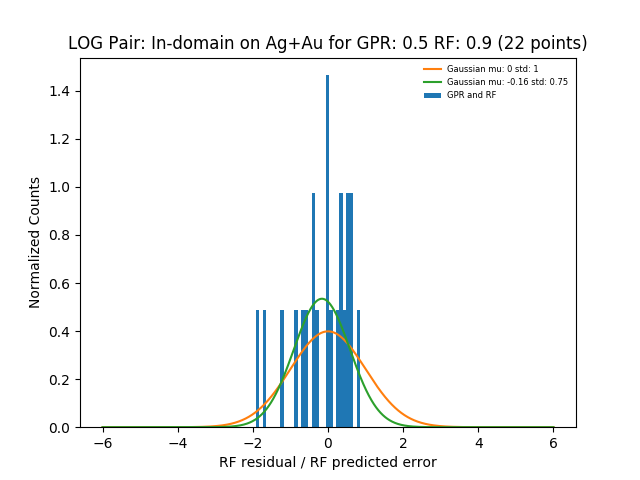 LOG Pair: In-domain on Ag+Au for GPR: 0.5 RF: 0.9 (22 points)
Gaussian mu: 0 std: 1
Gaussian mu: -0.16 std: 0.75
GPR and RF
Normalized Counts
1.4
1.2
1.0
0.8
0.6
0.4
0.2
0.0
−6 −4 −2 0 2 4 6
RF residual / RF predicted error